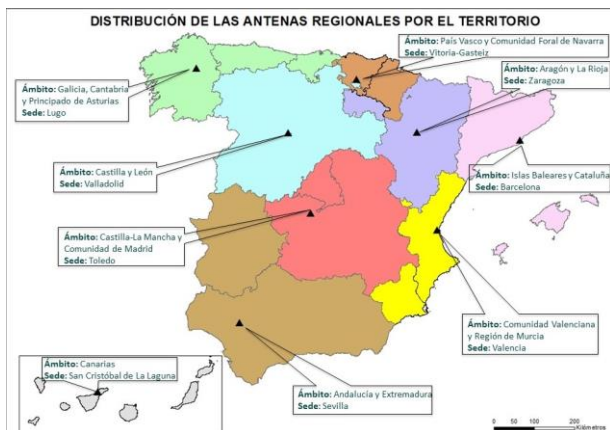 DISTRIBUCIÓN DE LAS ANTENAS REGIONALES POR EL TERRITORIO
Ámbito: País Vasco y Comunidad Foral de Navarra
Sede: Vitoria-Gasteiz
Ámbito: Aragón y La Rioja
Sede: Zaragoza
Ámbito: Galicia, Cantabria
y Principado de Asturias
Sede: Lugo
Ámbito: Castilla y León
Sede: Valladolid
Ámbito: Islas Baleares y Cataluña
Sede: Barcelona
Ámbito: Castilla-La Mancha y
Comunidad de Madrid
Sede: Toledo
Ámbito: Comunidad Valenciana
y Región de Murcia
Sede: Valencia
Ámbito: Canarias
Sede: San Cristóbal de La Laguna
Ámbito: Andalucía y Extremadura
Sede: Sevilla
0 50 100 200
Kilómetros